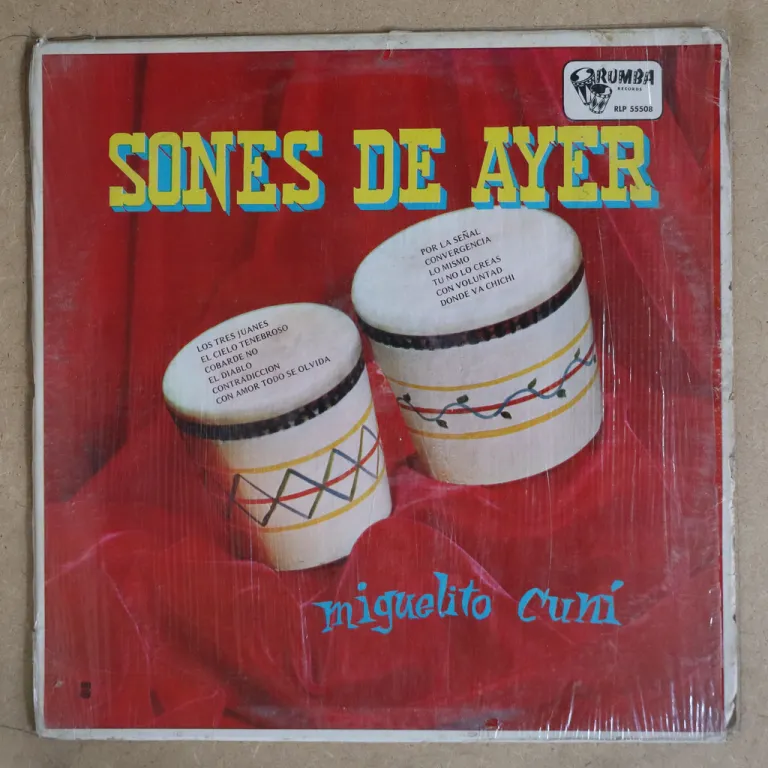 RUMBA
RECORDS
RLP 55508
SONES DE AYER
POR LA SEÑAL
CONVERGENCIA
LO MISMO
TU NO LO CREAS
CON VOLUNTAD
DONDE VA CHICHI
LOS TRES JUANES
EL CIELO TENEBROSO
COBARDE NO
EL DIABLO
CONTRADICCION
CON AMOR TODO SE OLVIDA
miguelito cuní